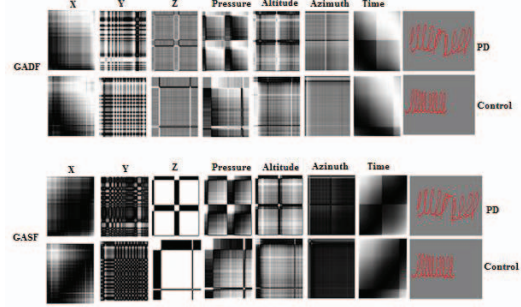 X Y Z Pressure Altitude Azimuth Time
GADF
PD
Control
X Y Z Pressure Altitude Azimuth Time
GASF
PD
Control